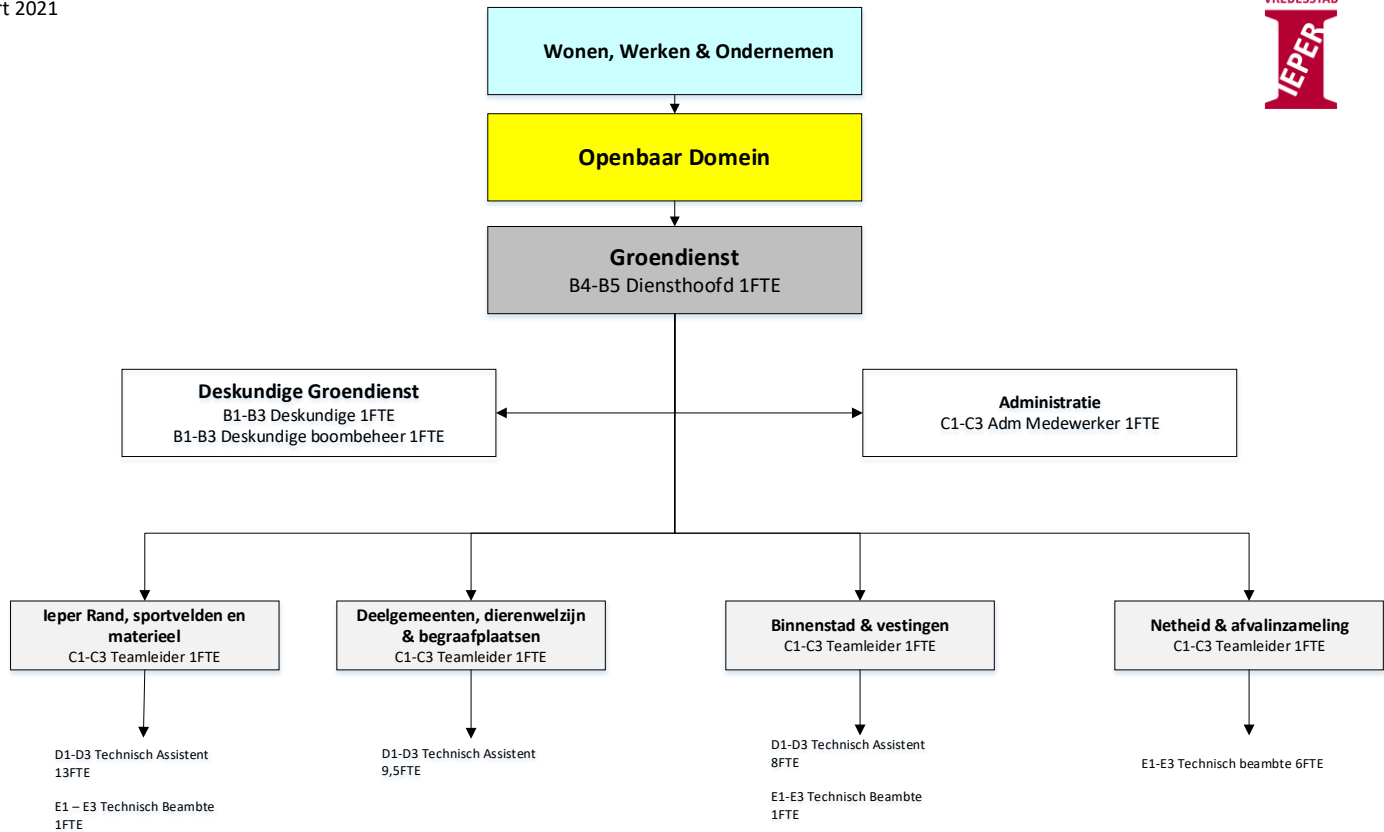 rt 2021
VREDESSTAD
IEPER
Wonen, Werken & Ondernemen
Openbaar Domein
Groendienst
B4-B5 Diensthoofd 1FTE
Deskundige Groendienst
B1-B3 Deskundige 1FTE
B1-B3 Deskundige boombeheer 1FTE
Administratie
C1-C3 Adm Medewerker 1FTE
Ieper Rand, sportvelden en
materieel
C1-C3 Teamleider 1FTE
Deelgemeenten, dierenwelzijn
& begraafplaatsen
C1-C3 Teamleider 1FTE
Binnenstad & vestingen
C1-C3 Teamleider 1FTE
Netheid & afvalinzameling
C1-C3 Teamleider 1FTE
D1-D3 Technisch Assistent
13FTE
E1 – E3 Technisch Beambte
1FTE
D1-D3 Technisch Assistent
9,5FTE
D1-D3 Technisch Assistent
8FTE
E1-E3 Technisch Beambte
1FTE
E1-E3 Technisch beambte 6FTE